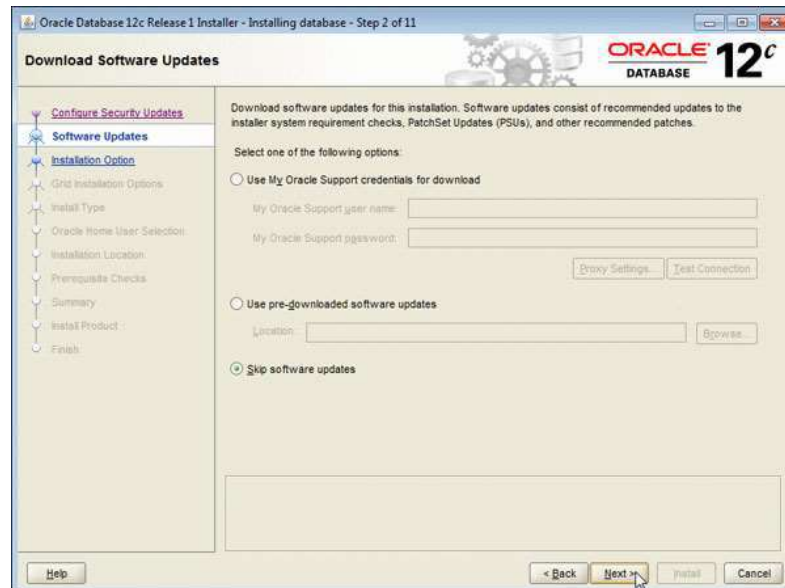 Oracle Database 12c Release 1 Installer - Installing database - Step 2 of 11
Download Software Updates
ORACLE
DATABASE
12c
Configure Security Updates
Software Updates
Installation Option
Grid Installation Options
Install Type
Oracle Home User Selection
Installation Location
Prerequisite Checks
Summary
Install Product
Finish
Download software updates for this installation. Software updates consist of recommended updates to the
installer system requirement checks, PatchSet Updates (PSUs), and other recommended patches.
Select one of the following options:
Use My Oracle Support credentials for download
My Oracle Support user name:
My Oracle Support password:
Proxy Settings... Test Connection
Use pre-downloaded software updates
Location: Browse...
Skip software updates
Help < Back Next > Install Cancel